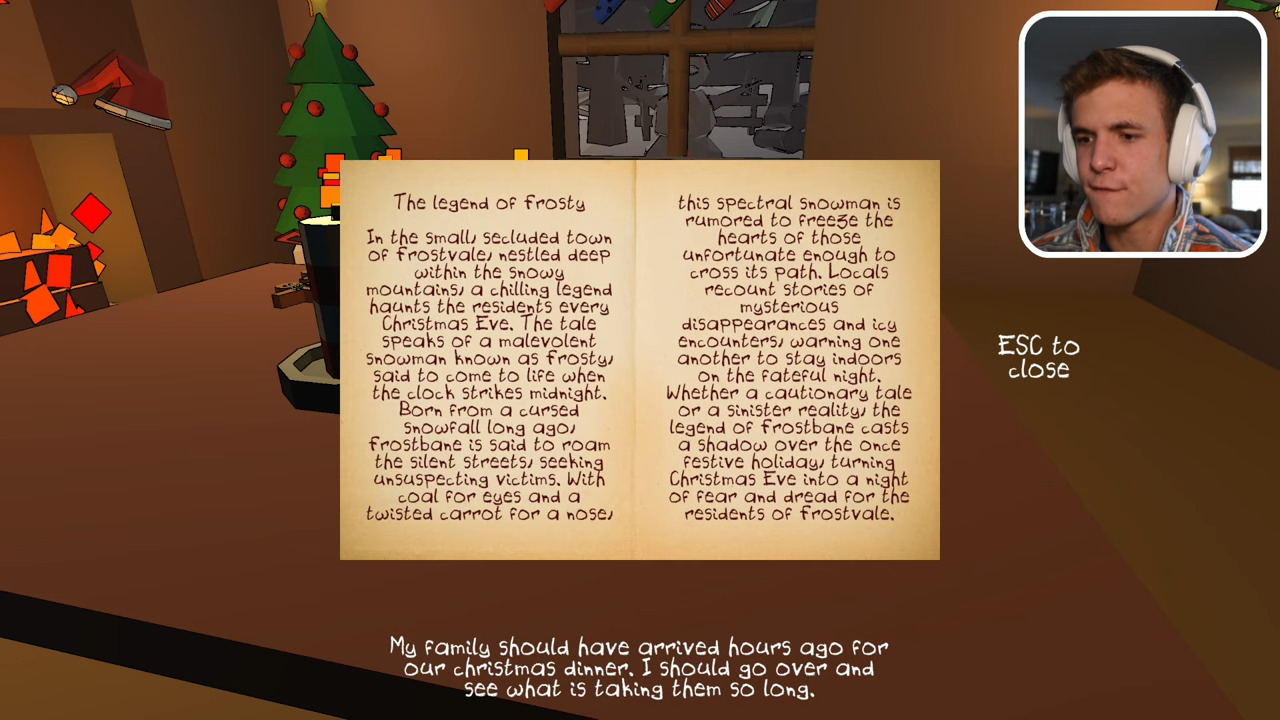 The legend of frosty
In the small, secluded town
of frostvale, nestled deep
within the snowy
mountains, a chilling legend
haunts the residents every
Christmas Eve. The tale
speaks of a malevolent
snowman known as frosty,
said to come to life when
the clock strikes midnight.
Born from a cursed
snowfall long ago,
frostbane is said to roam
the silent streets, seeking
unsuspecting victims. With
coal for eyes and a
twisted carrot for a nose,
this spectral snowman is
rumored to freeze the
hearts of those
unfortunate enough to
cross its path. Locals
recount stories of
mysterious
disappearances and icy
encounters, warning one
another to stay indoors
on the fateful night.
Whether a cautionary tale
or a sinister reality, the
legend of frostbane casts
a shadow over the once
festive holiday, turning
Christmas Eve into a night
of fear and dread for the
residents of frostvale.
ESC to
close
My family should have arrived hours ago for
our christmas dinner. I should go over and
see what is taking them so long.